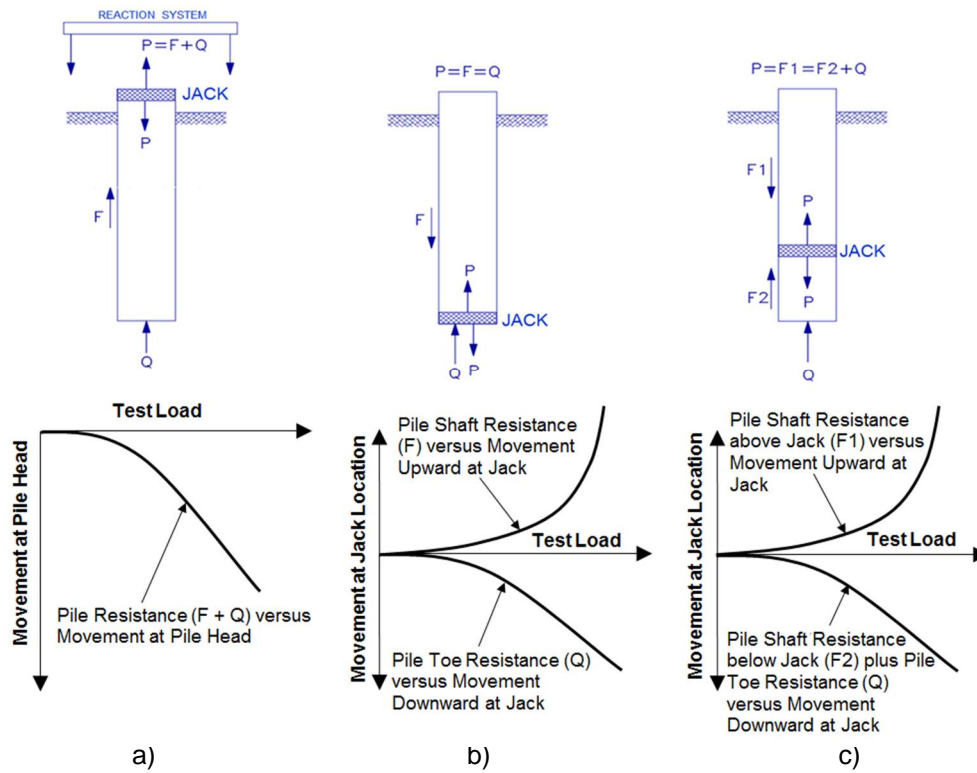 REACTION SYSTEM
P=F+Q
JACK
P
F
Q
P=F=Q
F
P
JACK
Q
P
P=F1=F2+Q
F1
P
JACK
F2
P
Q
Test Load
Movement at Pile Head
Pile Resistance (F + Q) versus
Movement at Pile Head
a)
Pile Shaft Resistance
(F) versus Movement
Upward at Jack
Movement at Jack Location
Test Load
Pile Toe Resistance (Q)
versus Movement
Downward at Jack
b)
Pile Shaft Resistance
above Jack (F1) versus
Movement Upward at
Jack
Movement at Jack Location
Test Load
Pile Shaft Resistance
below Jack (F2) plus Pile
Toe Resistance (Q)
versus Movement
Downward at Jack
c)